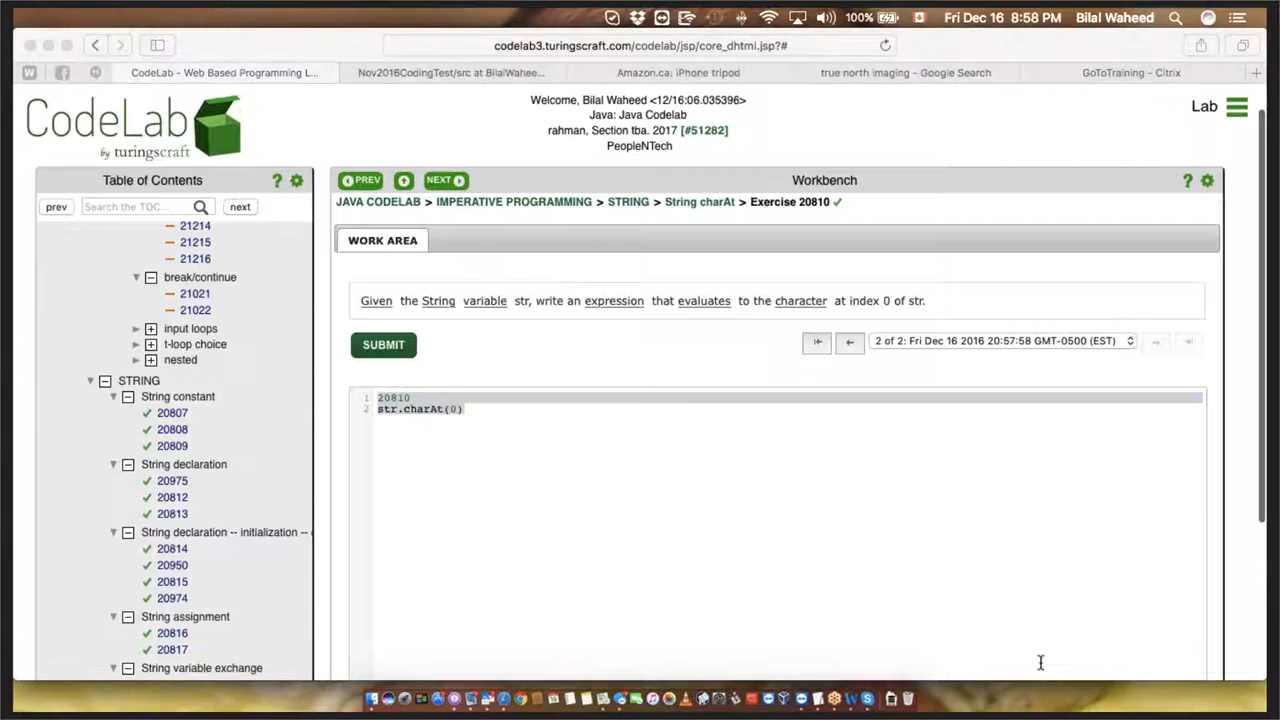 100% Fri Dec 16 8:58 PM Bilal Waheed
codelab3.turingscraft.com/codelab/jsp/core_dhtml.jsp?#
W CodeLab - Web Based Programming L... Nov2016CodingTest/src at BilalWahee... Amazon.ca: iPhone tripod true north imaging - Google Search GoToTraining - Citrix +
CodeLab
by turingscraft
Welcome, Bilal Waheed <12/16:06.035396>
Java: Java Codelab
rahman, Section tba. 2017 [#51282]
PeopleNTech
Lab
Table of Contents ?
prev Search the TOC... next
21214
21215
21216
break/continue
21021
21022
input loops
t-loop choice
nested
STRING
String constant
20807
20808
20809
String declaration
20975
20812
20813
String declaration -- initialization --
20814
20950
20815
20974
String assignment
20816
20817
String variable exchange
PREV NEXT Workbench ?
JAVA CODELAB > IMPERATIVE PROGRAMMING > STRING > String charAt > Exercise 20810
WORK AREA
Given the String variable str, write an expression that evaluates to the character at index 0 of str.
SUBMIT 2 of 2: Fri Dec 16 2016 20:57:58 GMT-0500 (EST)
1 20810
2 str.charAt(0)